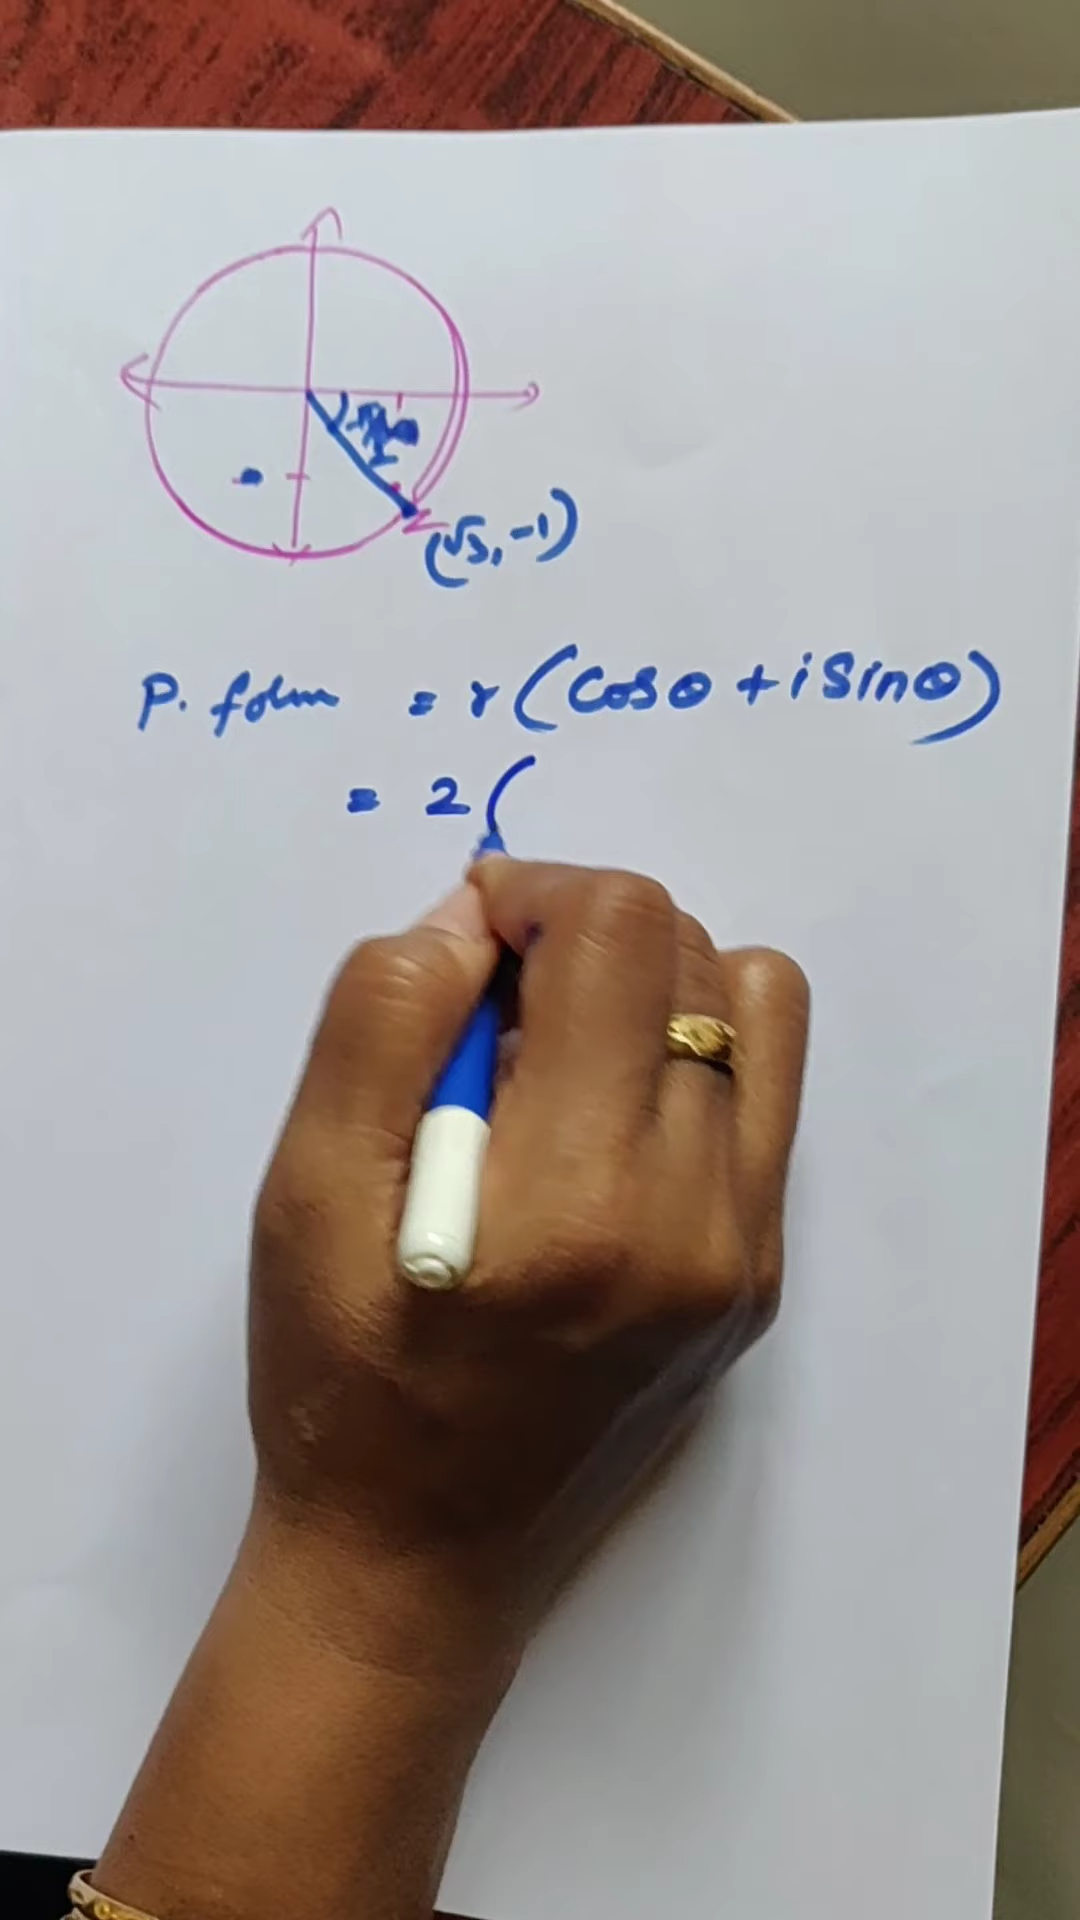 (√3, -1)
P. form = r (Cosθ + i Sinθ)
= 2 (